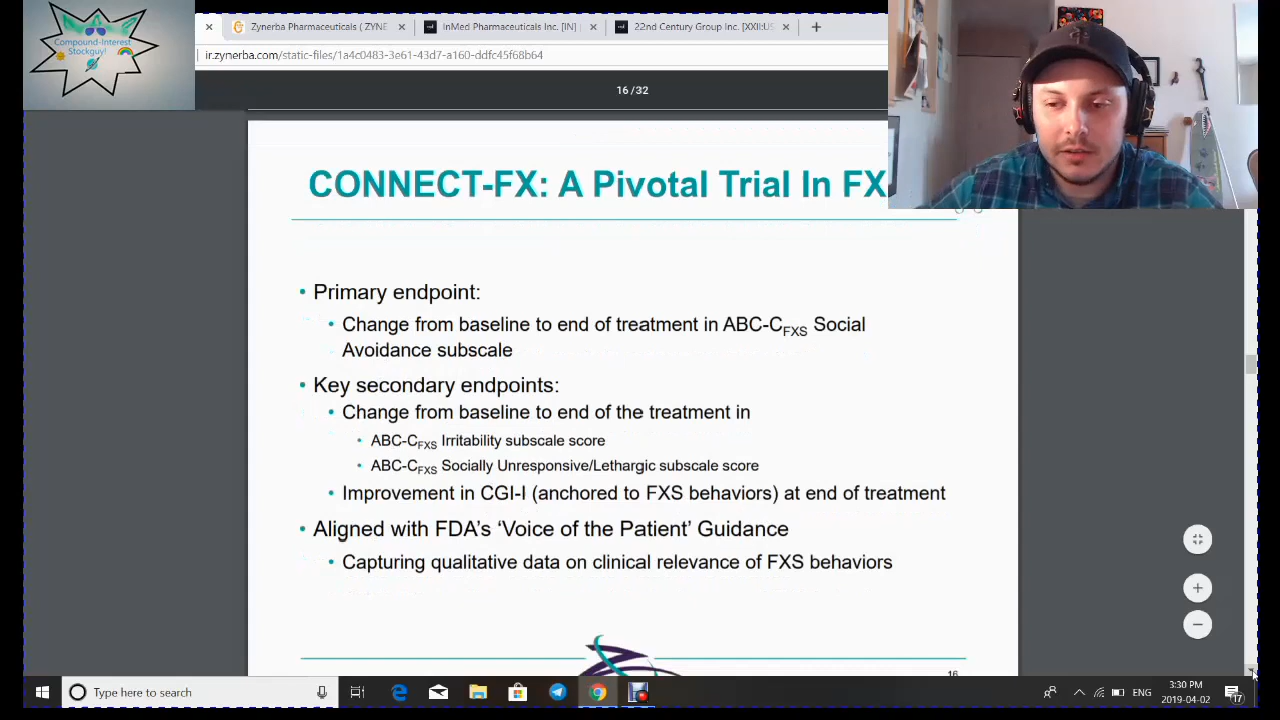 Compound-Interest
Stockguy!
Zynerba Pharmaceuticals ( ZYNE
InMed Pharmaceuticals Inc. [IN]
22nd Century Group Inc. [XXII:US
ir.zynerba.com/static-files/1a4c0483-3e61-43d7-a160-ddfc45f68b64
16 / 32
CONNECT-FX: A Pivotal Trial In FX
• Primary endpoint:
• Change from baseline to end of treatment in ABC-CFXS Social
Avoidance subscale
• Key secondary endpoints:
• Change from baseline to end of the treatment in
• ABC-CFXS Irritability subscale score
• ABC-CFXS Socially Unresponsive/Lethargic subscale score
• Improvement in CGI-I (anchored to FXS behaviors) at end of treatment
• Aligned with FDA's 'Voice of the Patient' Guidance
• Capturing qualitative data on clinical relevance of FXS behaviors
16
Type here to search
ENG
3:30 PM
2019-04-02
17